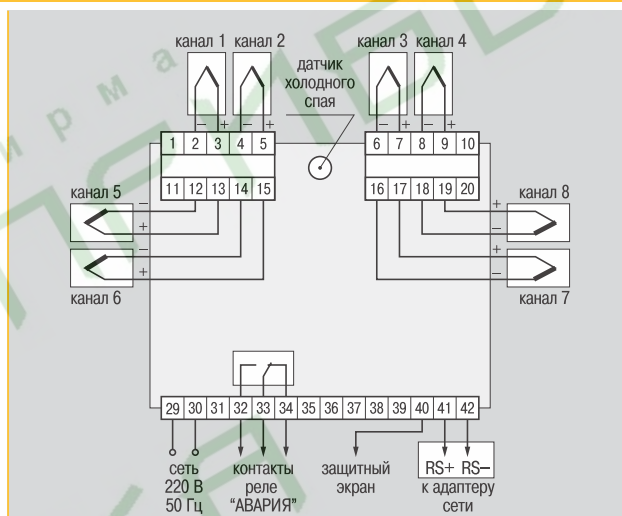 канал 1 канал 2 канал 3 канал 4
датчик
холодного
спая
– + – + – + – +
1 2 3 4 5 6 7 8 9 10
11 12 13 14 15 16 17 18 19 20
канал 5 – + канал 8 + –
канал 6 – + канал 7 + –
29 30 31 32 33 34 35 36 37 38 39 40 41 42
сеть
220 В
50 Гц
контакты
реле
“АВАРИЯ”
защитный
экран
RS+ RS–
к адаптеру
сети